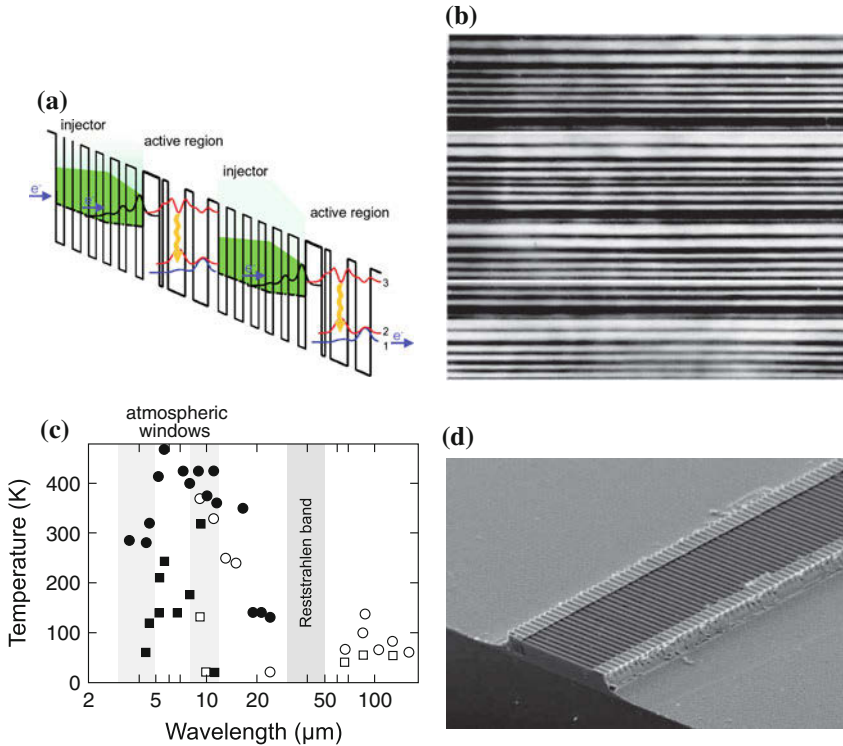 (a)
injector
active region
injector
active region
e-
e-
e-
3
2
1
e-
(b)
(c)
atmospheric
windows
Temperature (K)
400
300
200
100
0
Reststrahlen band
2
5
10
20
50
100
Wavelength (μm)
(d)